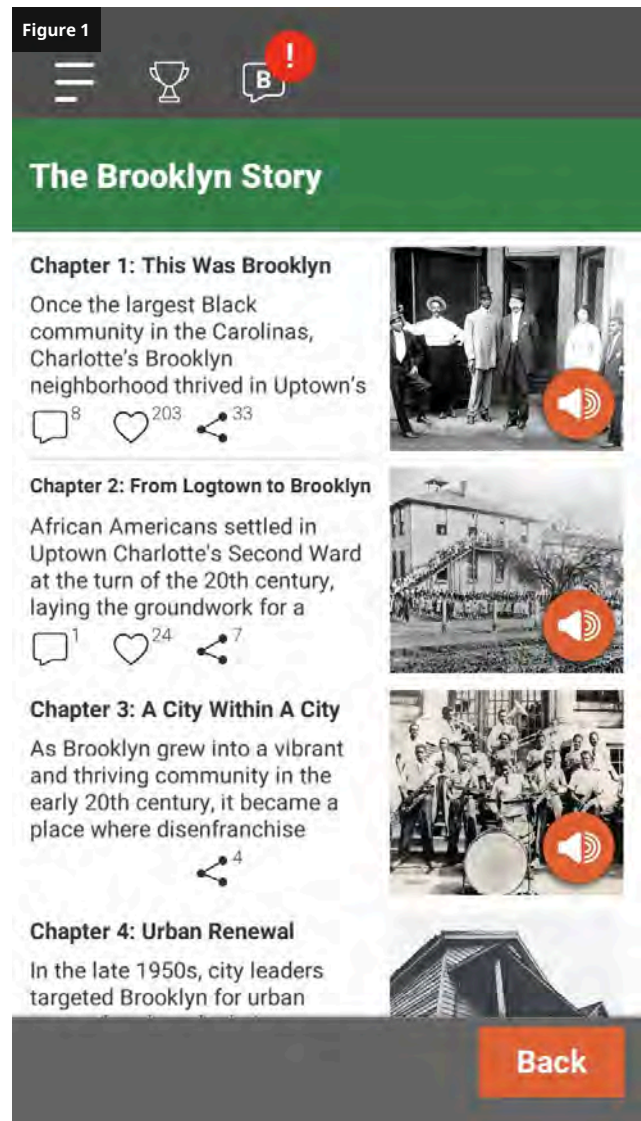 Figure 1
B
!
The Brooklyn Story
Chapter 1: This Was Brooklyn
Once the largest Black
community in the Carolinas,
Charlotte's Brooklyn
neighborhood thrived in Uptown's
8 203 33
Chapter 2: From Logtown to Brooklyn
African Americans settled in
Uptown Charlotte's Second Ward
at the turn of the 20th century,
laying the groundwork for a
1 24 7
Chapter 3: A City Within A City
As Brooklyn grew into a vibrant
and thriving community in the
early 20th century, it became a
place where disenfranchise
4
Chapter 4: Urban Renewal
In the late 1950s, city leaders
targeted Brooklyn for urban
Back